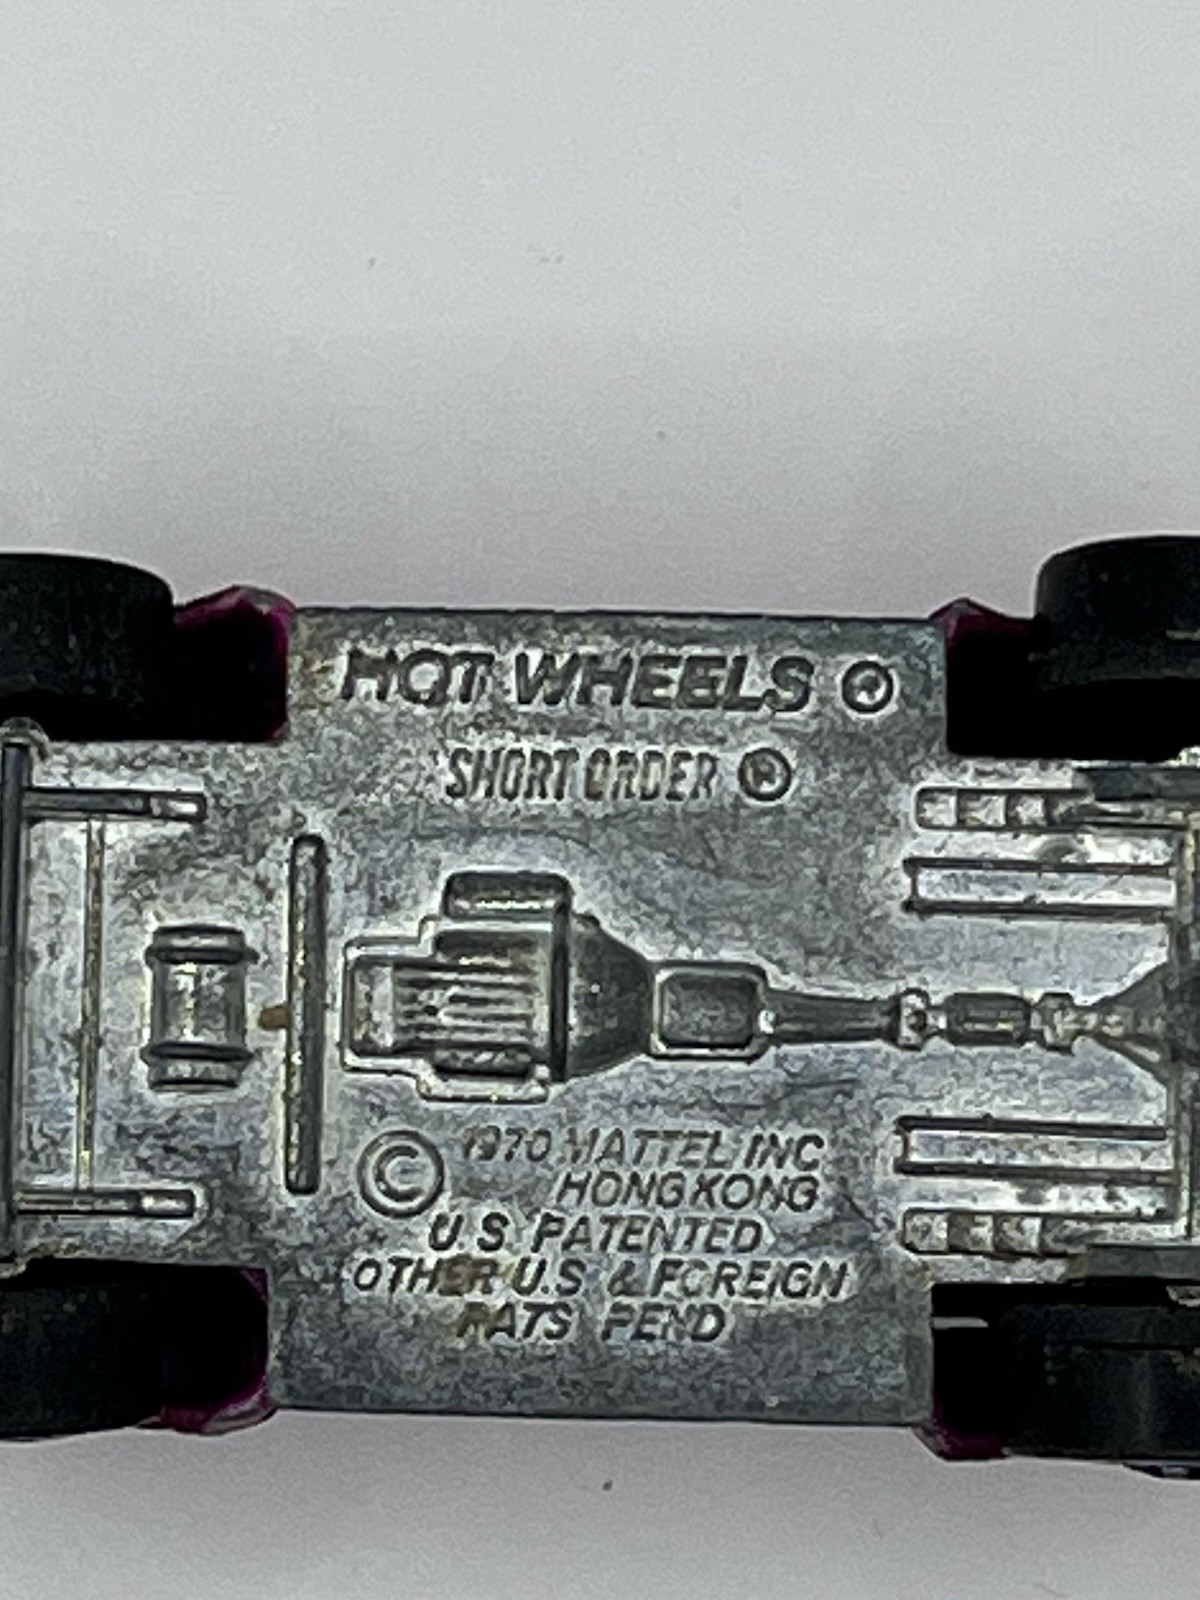 HOT WHEELS ®
SHORT ORDER ®
© 1970 MATTEL INC
HONG KONG
U.S. PATENTED
OTHER U.S & FOREIGN
PATS PEND